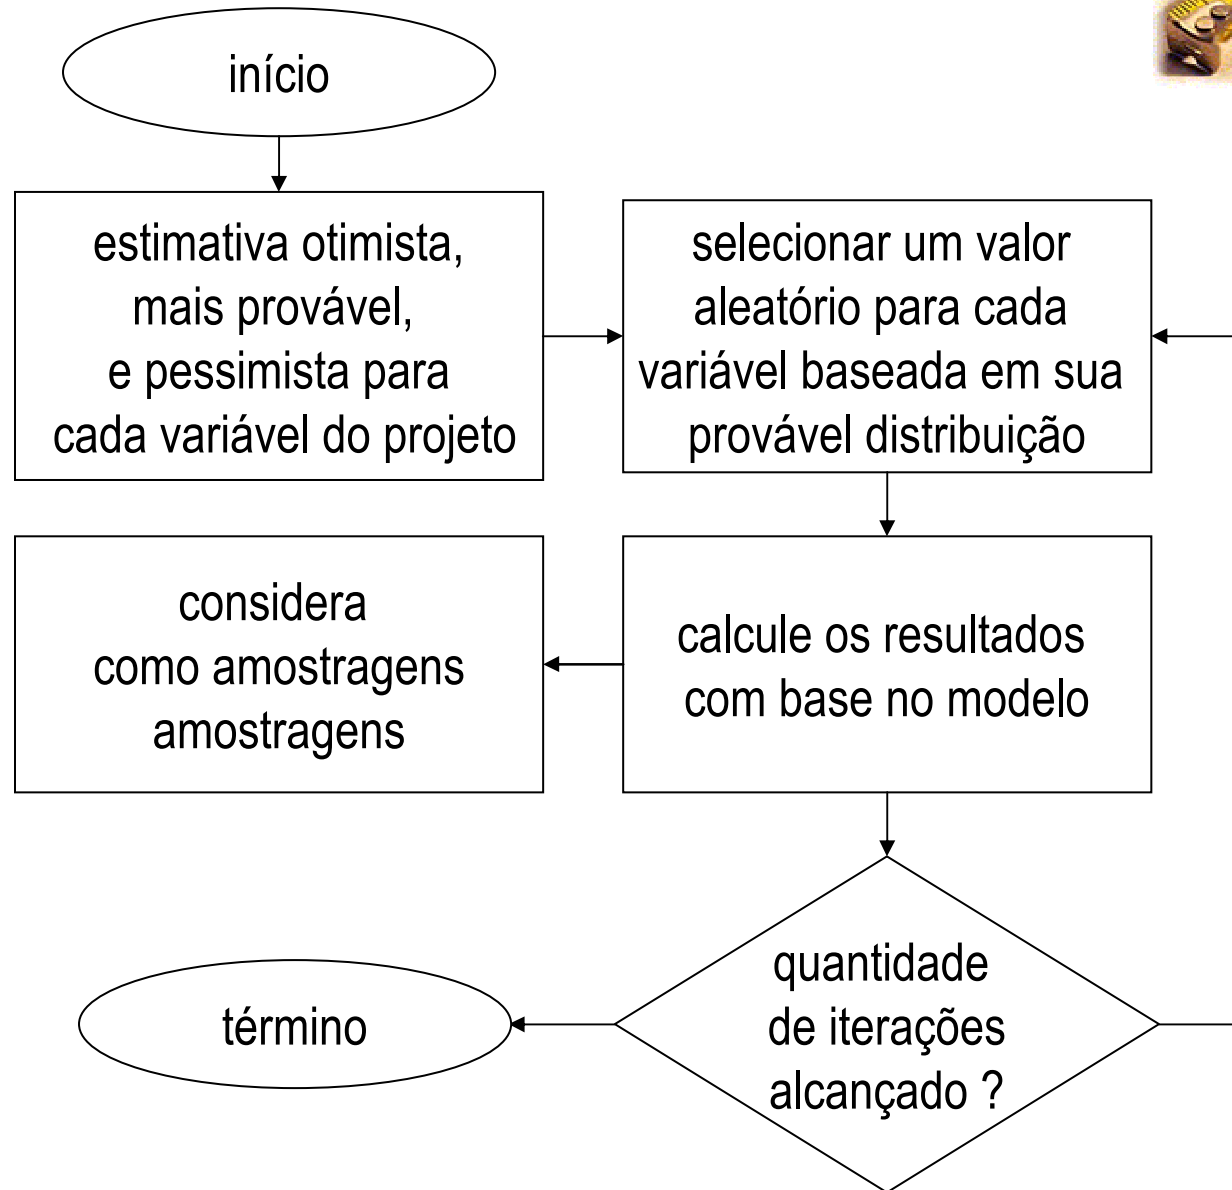 início
estimativa otimista,
mais provável,
e pessimista para
cada variável do projeto
selecionar um valor
aleatório para cada
variável baseada em sua
provável distribuição
considera
como amostragens
amostragens
calcule os resultados
com base no modelo
término
quantidade
de iterações
alcançado ?